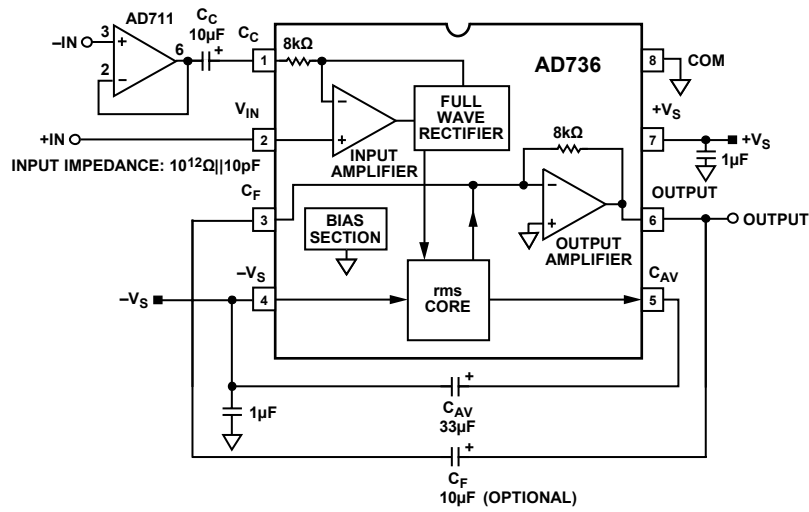 AD711
–IN
3
+
2
–
6
C_C
10µF
+
C_C
1
8kΩ
AD736
8
COM
V_IN
+IN
2
–
+
INPUT AMPLIFIER
FULL WAVE RECTIFIER
8kΩ
+V_S
7
+V_S
1µF
INPUT IMPEDANCE: 10^12Ω||10pF
C_F
3
BIAS SECTION
–
+
OUTPUT AMPLIFIER
OUTPUT
6
OUTPUT
–V_S
–V_S
4
rms CORE
C_AV
5
1µF
+
C_AV
33µF
+
C_F
10µF (OPTIONAL)